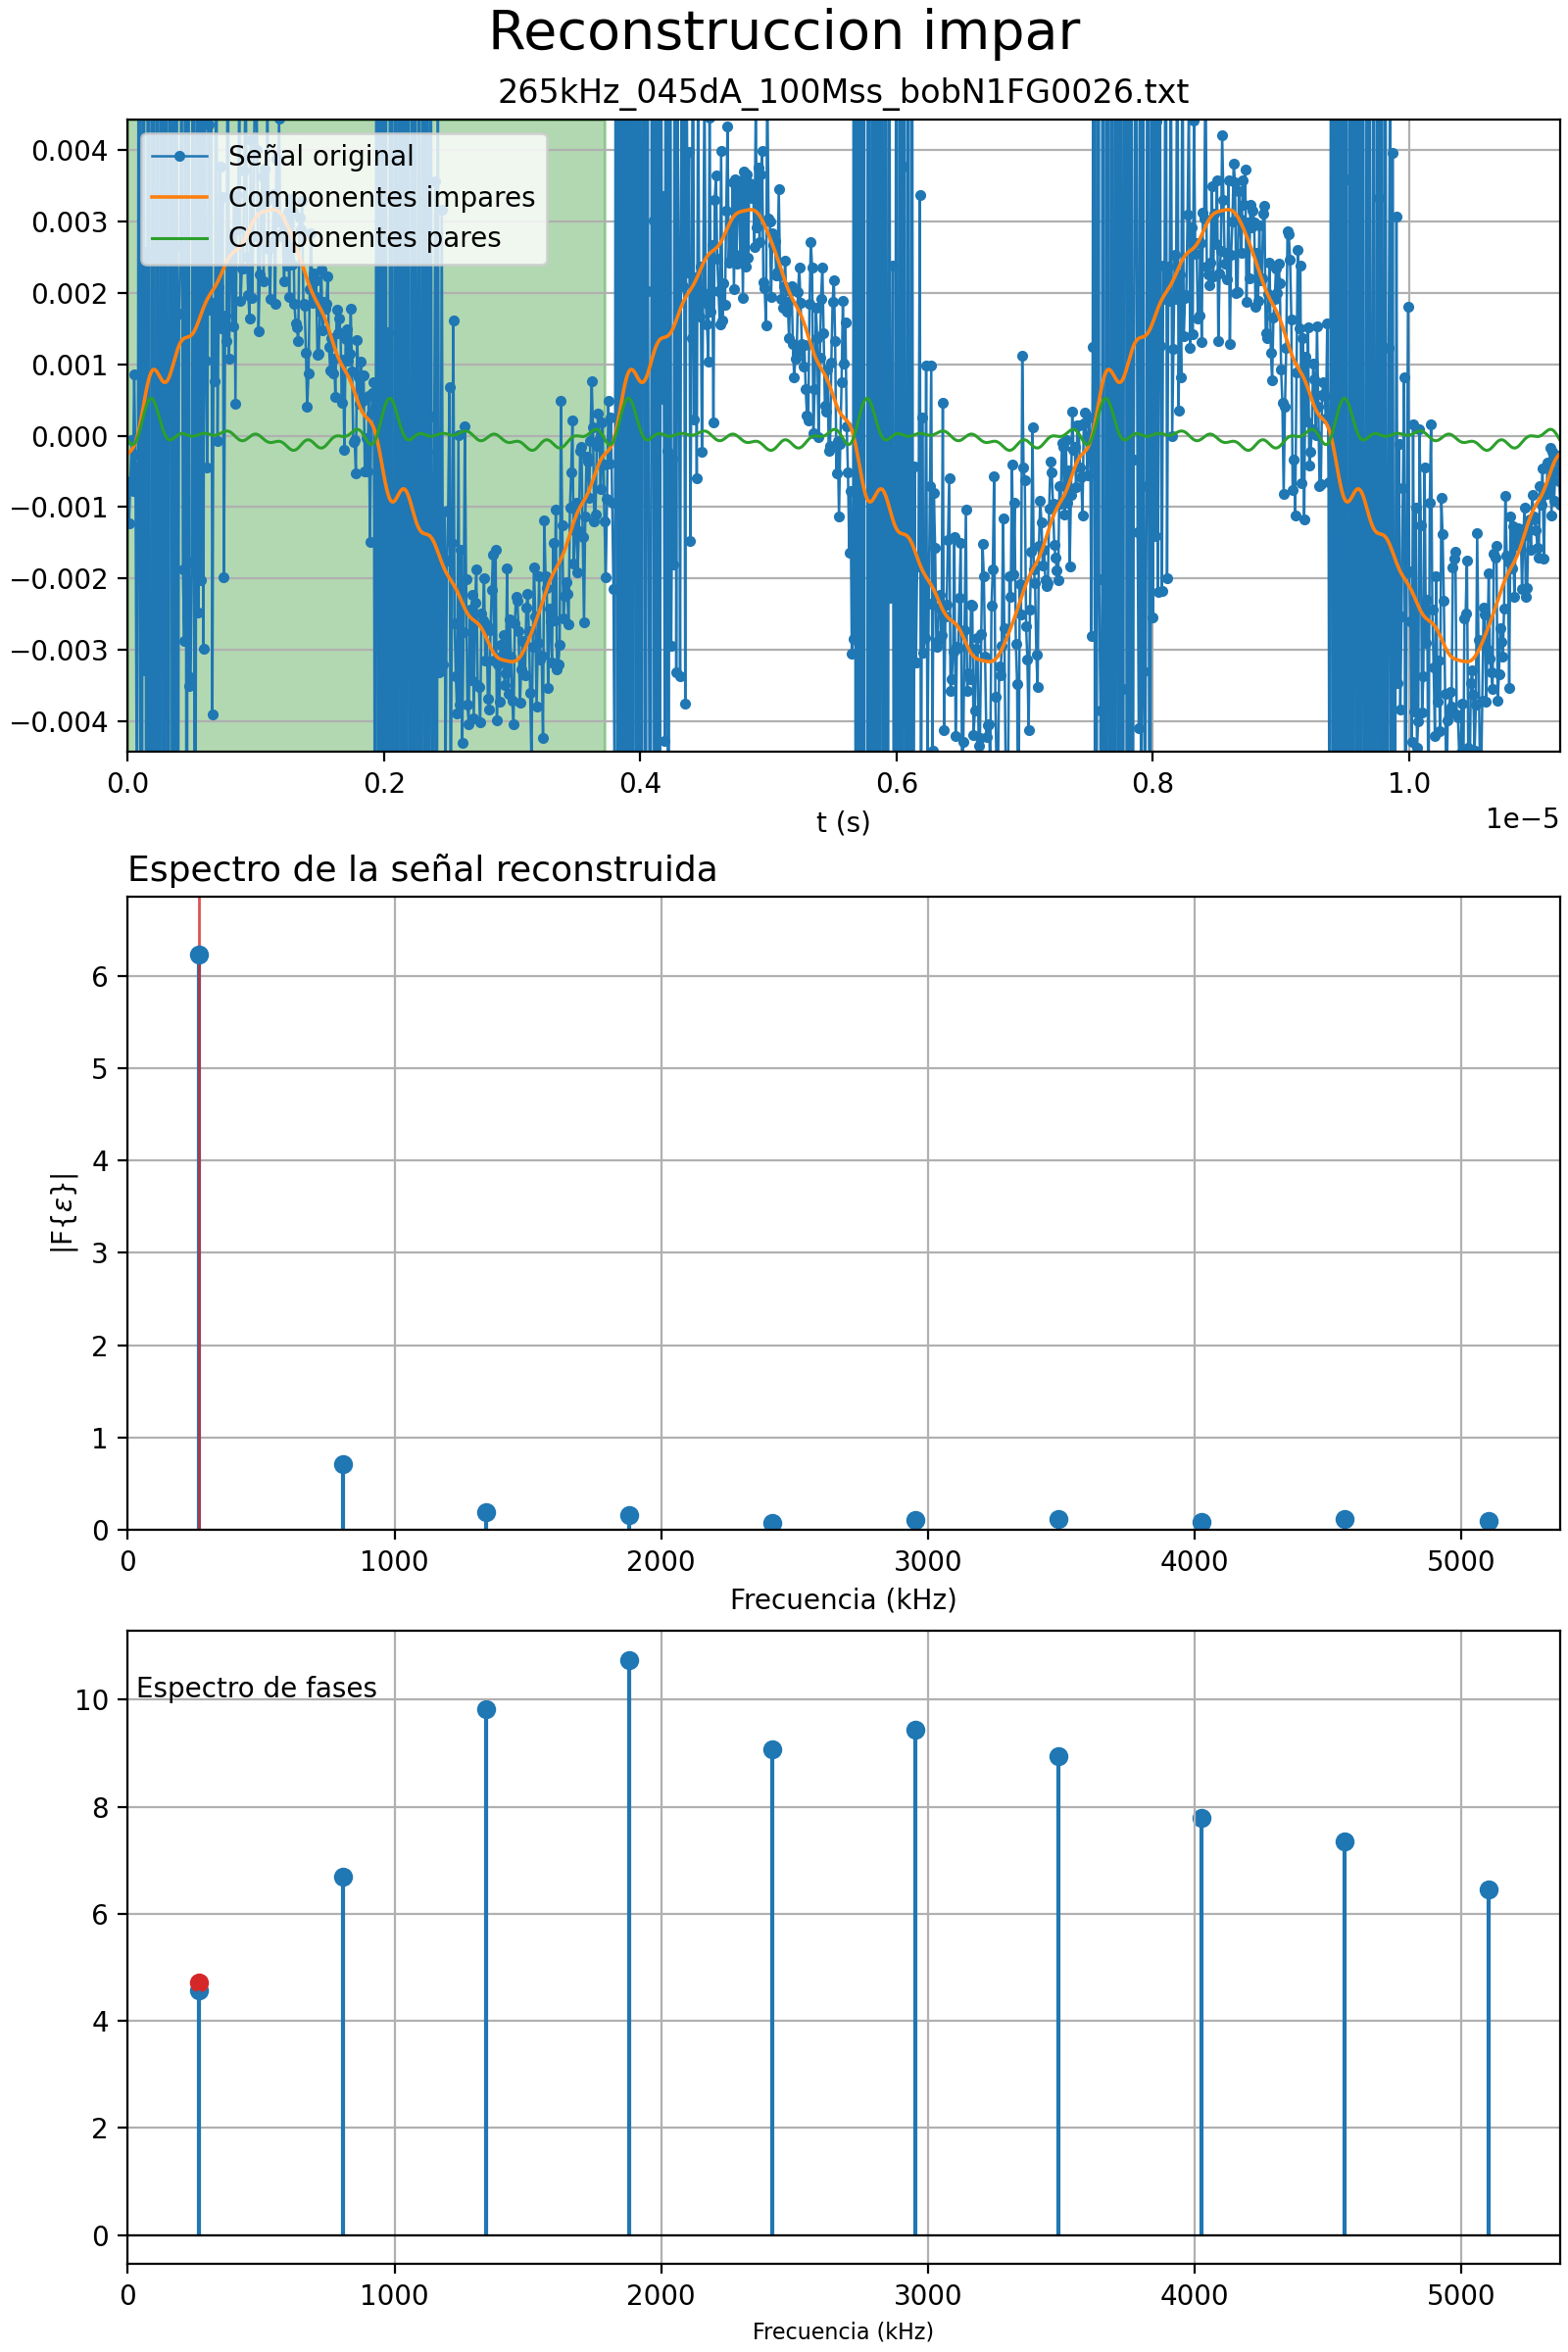 Reconstruccion impar
265kHz_045dA_100Mss_bobN1FG0026.txt
Señal original
Componentes impares
Componentes pares
0.004
0.003
0.002
0.001
0.000
−0.001
−0.002
−0.003
−0.004
0.0 0.2 0.4 0.6 0.8 1.0
1e−5
t (s)
Espectro de la señal reconstruida
6
5
4
3
2
1
0
|F{ε}|
0 1000 2000 3000 4000 5000
Frecuencia (kHz)
Espectro de fases
10
8
6
4
2
0
0 1000 2000 3000 4000 5000
Frecuencia (kHz)